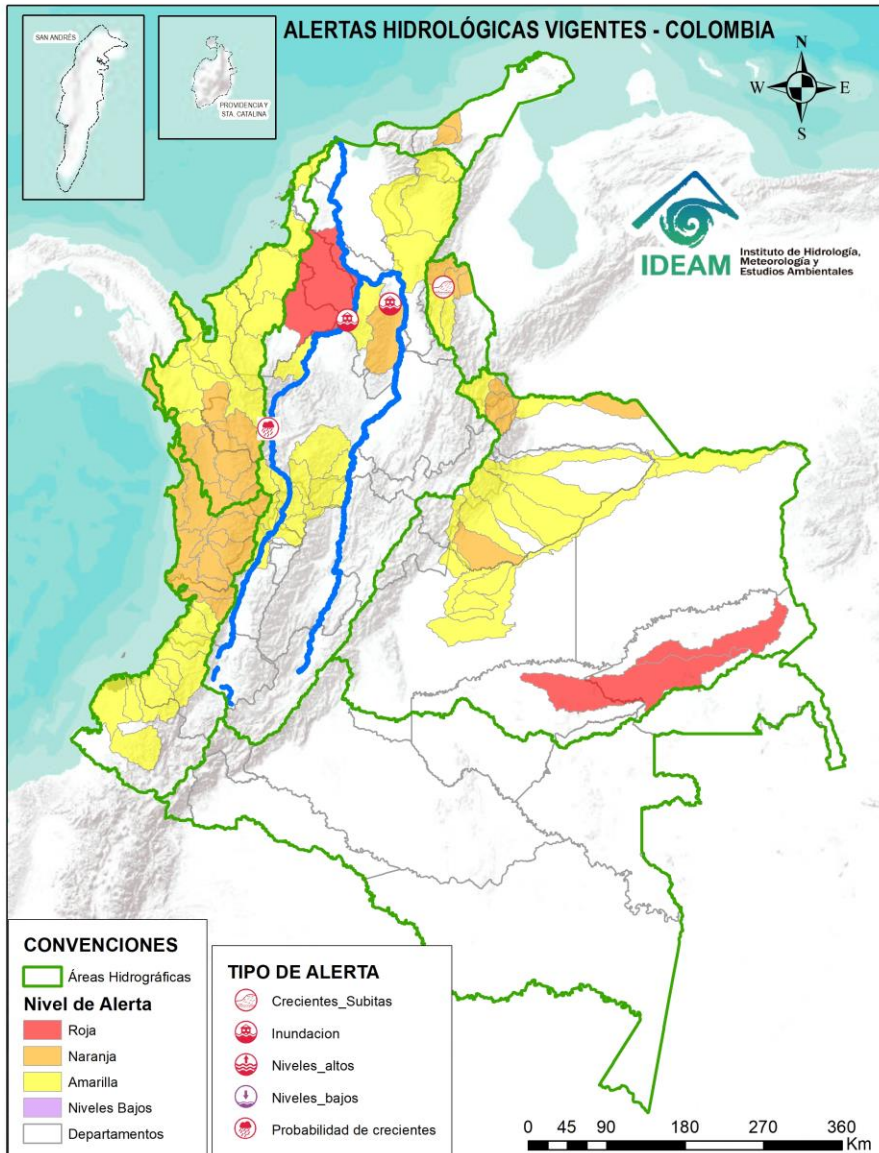 ALERTAS HIDROLÓGICAS VIGENTES - COLOMBIA
SAN ANDRÉS
PROVIDENCIA Y
STA. CATALINA
N
W E
S
IDEAM
Instituto de Hidrología,
Meteorología y
Estudios Ambientales
CONVENCIONES
Áreas Hidrográficas
Nivel de Alerta
Roja
Naranja
Amarilla
Niveles Bajos
Departamentos
TIPO DE ALERTA
Crecientes_Subitas
Inundacion
Niveles_altos
Niveles_bajos
Probabilidad de crecientes
0 45 90 180 270 360
Km